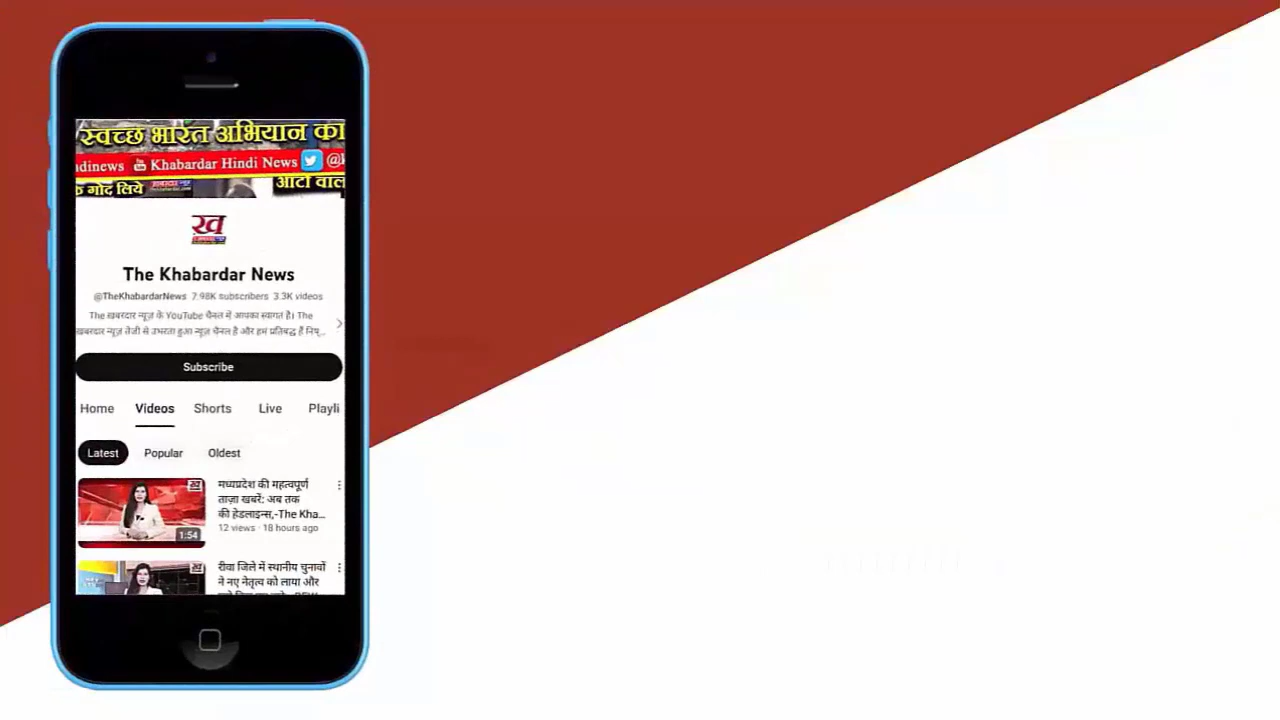 स्वच्छ भारत अभियान का
dinews Khabardar Hindi News
गोद लिये
आटा वाल
ख
The Khabardar News
@TheKhabardarNews 7.98K subscribers 3.3K videos
The खबरदार न्यूज़ के YouTube चैनल में आपका स्वागत है। The
खबरदार न्यूज़ तेजी से उभरता हुआ न्यूज़ चैनल है और हम प्रतिबद्ध हैं निष्...
Subscribe
Home Videos Shorts Live Playli
Latest Popular Oldest
मध्यप्रदेश की महत्वपूर्ण
ताज़ा खबरें: अब तक
की हेडलाइन्स,-The Kha...
12 views · 18 hours ago
1:54
रीवा जिले में स्थानीय चुनावों
ने नए नेतृत्व को लाया और